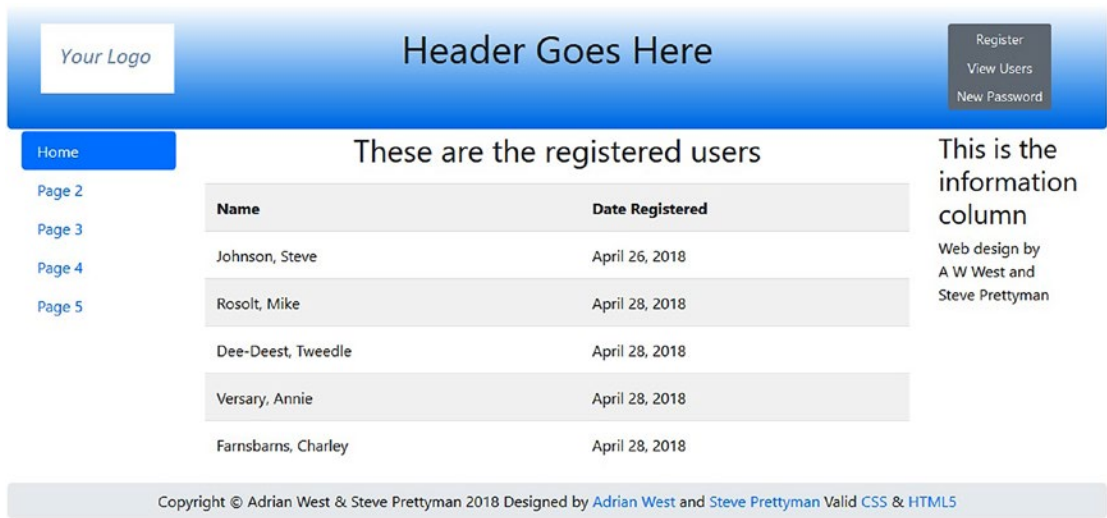 Your Logo
Header Goes Here
Register
View Users
New Password
Home
Page 2
Page 3
Page 4
Page 5
These are the registered users
Name Date Registered
Johnson, Steve April 26, 2018
Rosolt, Mike April 28, 2018
Dee-Deest, Tweedle April 28, 2018
Versary, Annie April 28, 2018
Farnsbarns, Charley April 28, 2018
This is the
information
column
Web design by
A W West and
Steve Prettyman
Copyright © Adrian West & Steve Prettyman 2018 Designed by Adrian West and Steve Prettyman Valid CSS & HTML5